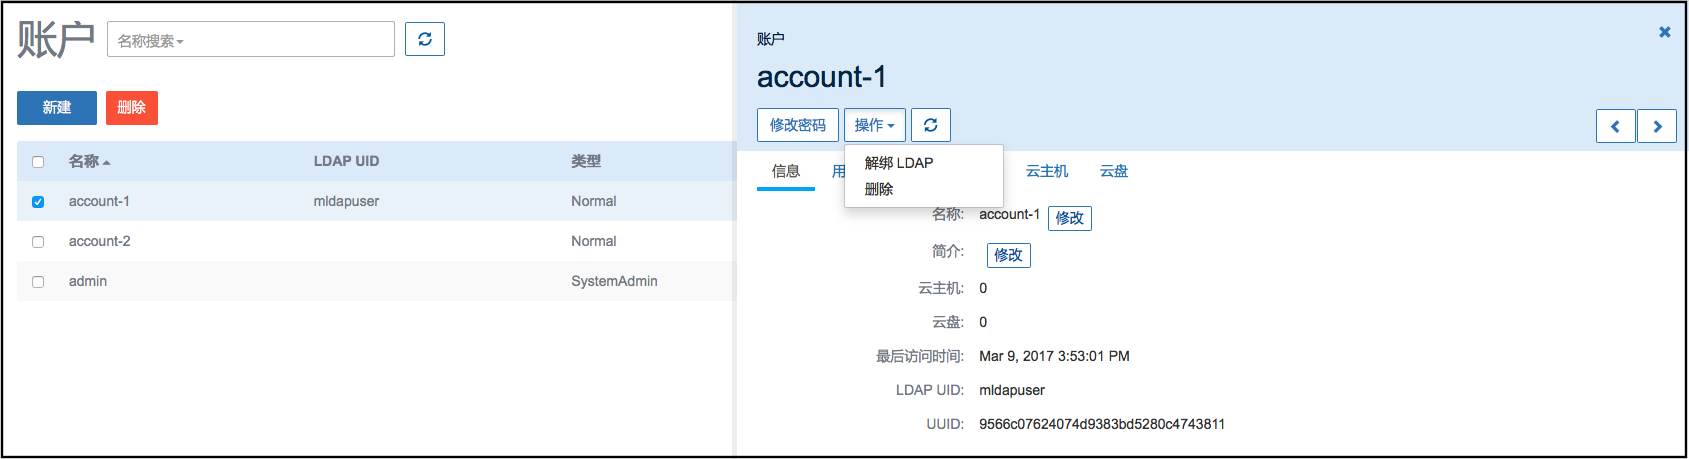 账户
名称搜索
新建
删除
名称 LDAP UID 类型
account-1 mldapuser Normal
account-2 Normal
admin SystemAdmin
账户
account-1
修改密码 操作
解绑 LDAP
删除
信息 用 云主机 云盘
名称: account-1 修改
简介: 修改
云主机: 0
云盘: 0
最后访问时间: Mar 9, 2017 3:53:01 PM
LDAP UID: mldapuser
UUID: 9566c07624074d9383bd5280c4743811